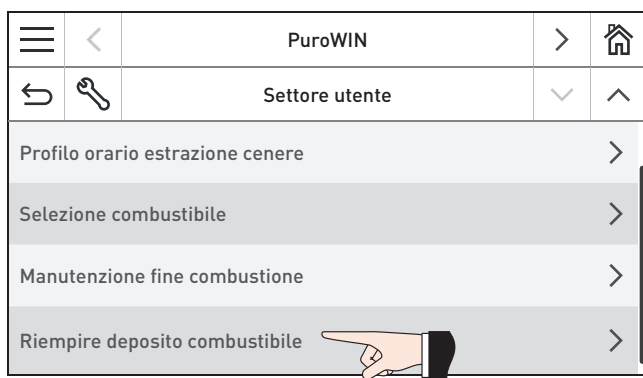 PuroWIN
Settore utente
Profilo orario estrazione cenere
Selezione combustibile
Manutenzione fine combustione
Riempire deposito combustibile